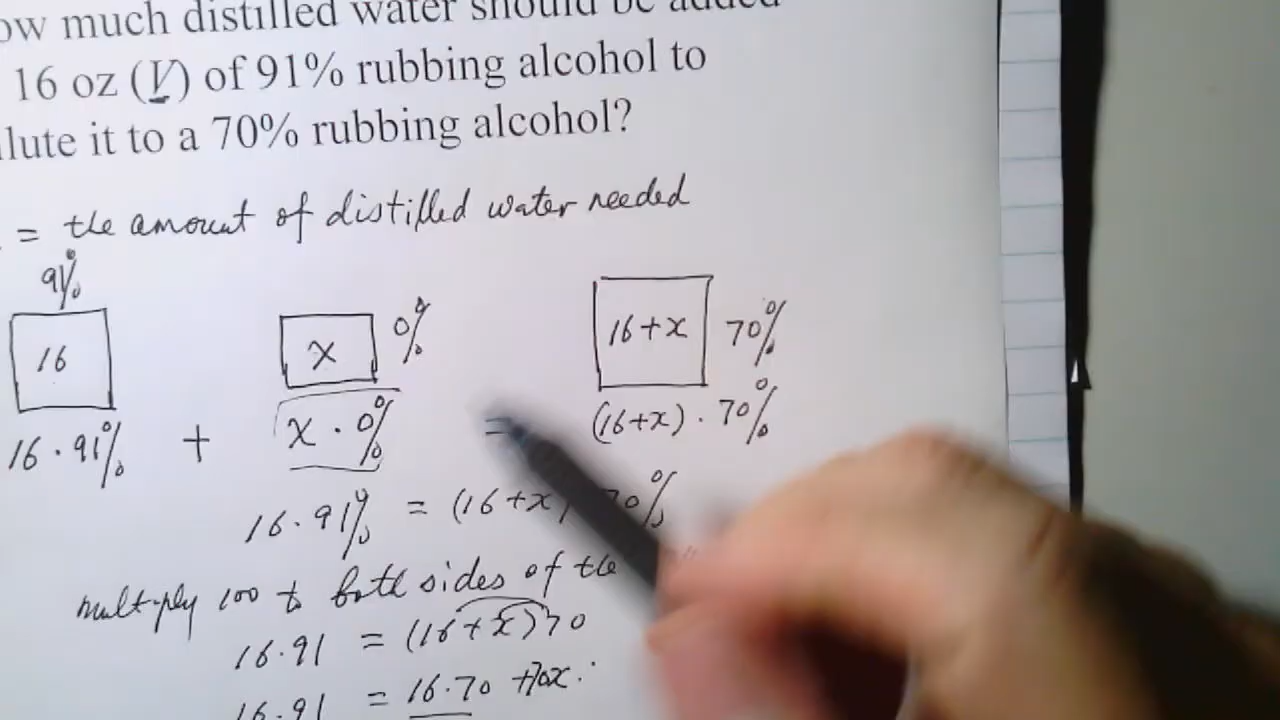 ow much distilled water should be added
16 oz (V) of 91% rubbing alcohol to
lute it to a 70% rubbing alcohol?
= the amount of distilled water needed
91%
16 x 0% 16+x 70%
16·91% + x·0% = (16+x)·70%
16·91% = (16+x) 70%
multiply 100 to both sides of the
16·91 = (16+x)70
16·91 = 16·70 +70x